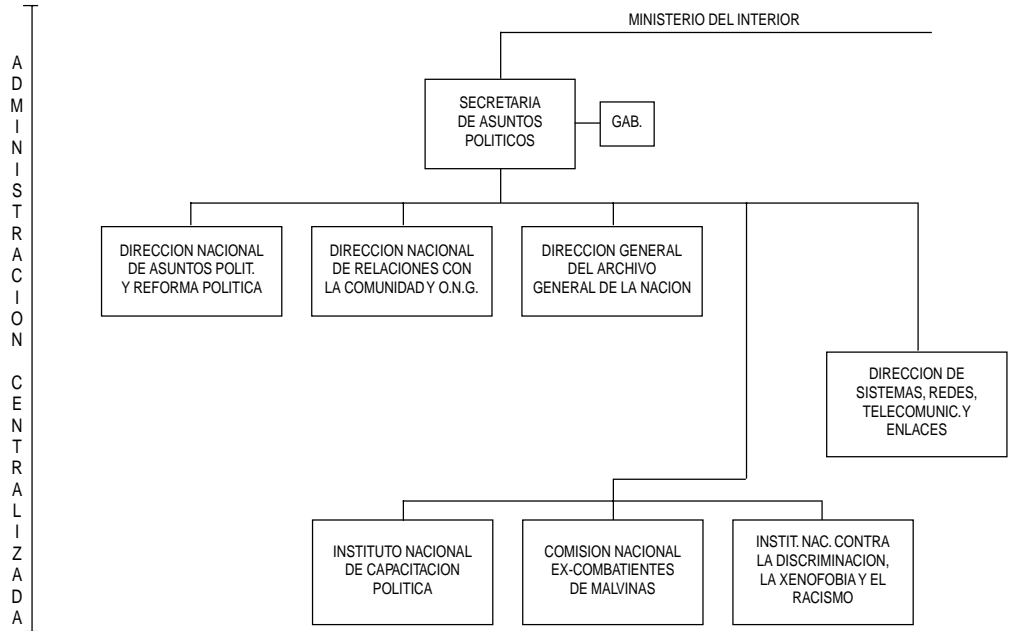 MINISTERIO DEL INTERIOR
ADMINISTRACION CENTRALIZADA
SECRETARIA
DE ASUNTOS
POLITICOS
GAB.
DIRECCION NACIONAL
DE ASUNTOS POLIT.
Y REFORMA POLITICA
DIRECCION NACIONAL
DE RELACIONES CON
LA COMUNIDAD Y O.N.G.
DIRECCION GENERAL
DEL ARCHIVO
GENERAL DE LA NACION
DIRECCION DE
SISTEMAS, REDES,
TELECOMUNIC. Y
ENLACES
INSTITUTO NACIONAL
DE CAPACITACION
POLITICA
COMISION NACIONAL
EX-COMBATIENTES
DE MALVINAS
INSTIT. NAC. CONTRA
LA DISCRIMINACION,
LA XENOFOBIA Y EL
RACISMO